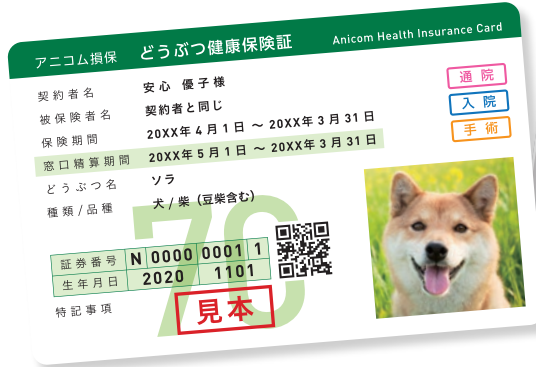 アニコム損保 どうぶつ健康保険証 Anicom Health Insurance Card
契約者名 安心 優子様
被保険者名 契約者と同じ
保険期間 20XX年4月1日 ～ 20XX年3月31日
窓口精算期間 20XX年5月1日 ～ 20XX年3月31日
どうぶつ名 ソラ
種類/品種 犬/柴（豆柴含む）
通院
入院
手術
70
証券番号 N 0000 0001 1
生年月日 2020 1101
特記事項
見本